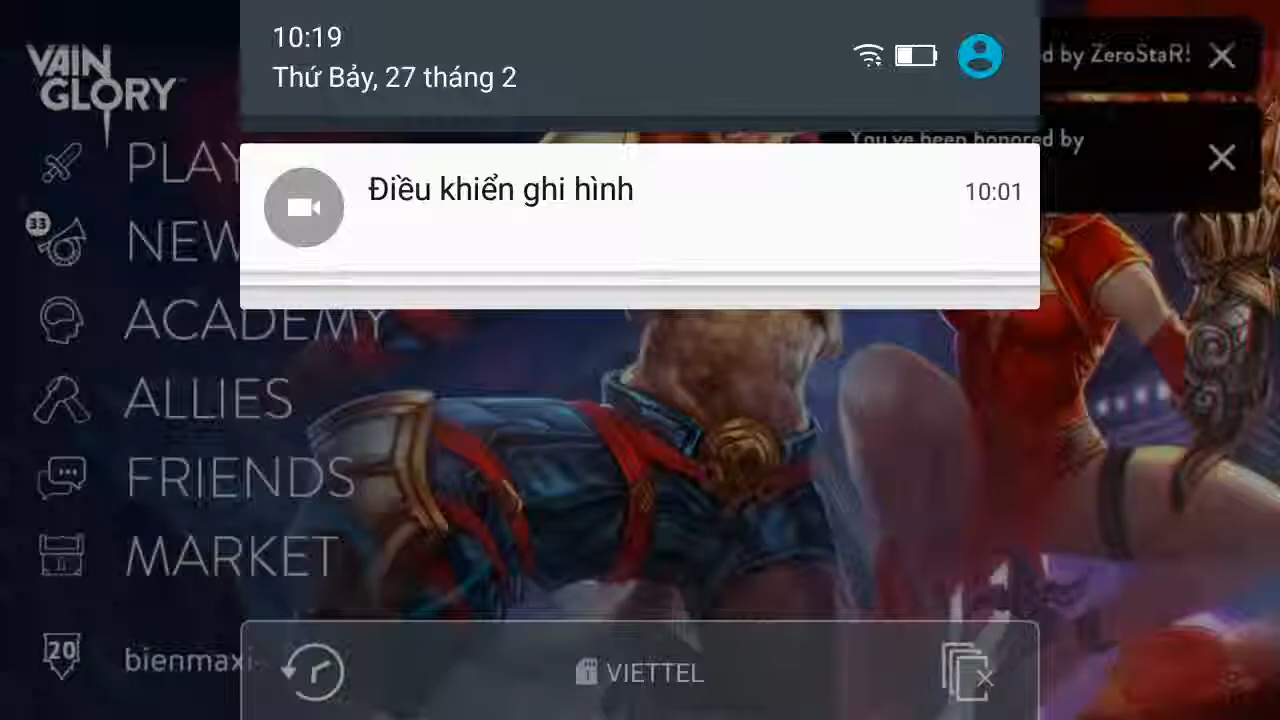 10:19
Thứ Bảy, 27 tháng 2
d by ZeroStaR!
You've been honored by
Điều khiển ghi hình
10:01
VAIN
GLORY
PLAY
33
NEW
ACADEMY
ALLIES
FRIENDS
MARKET
20
bienmaxi
VIETTEL